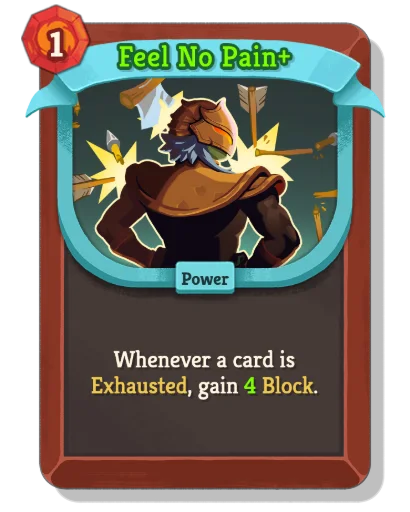 1
Feel No Pain+
Power
Whenever a card is
Exhausted, gain 4 Block.